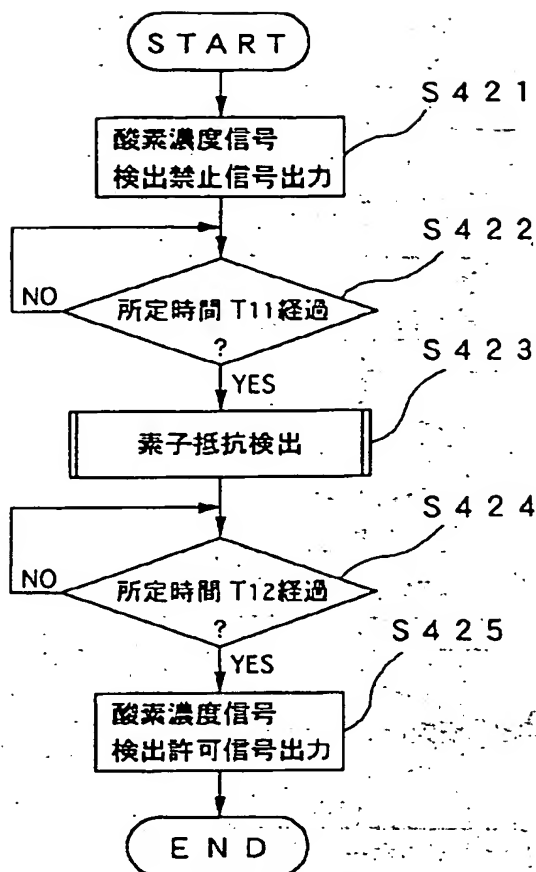 START
S421
酸素濃度信号
検出禁止信号出力
S422
NO
所定時間 T11経過
?
YES
S423
素子抵抗検出
S424
NO
所定時間 T12経過
?
YES
S425
酸素濃度信号
検出許可信号出力
END